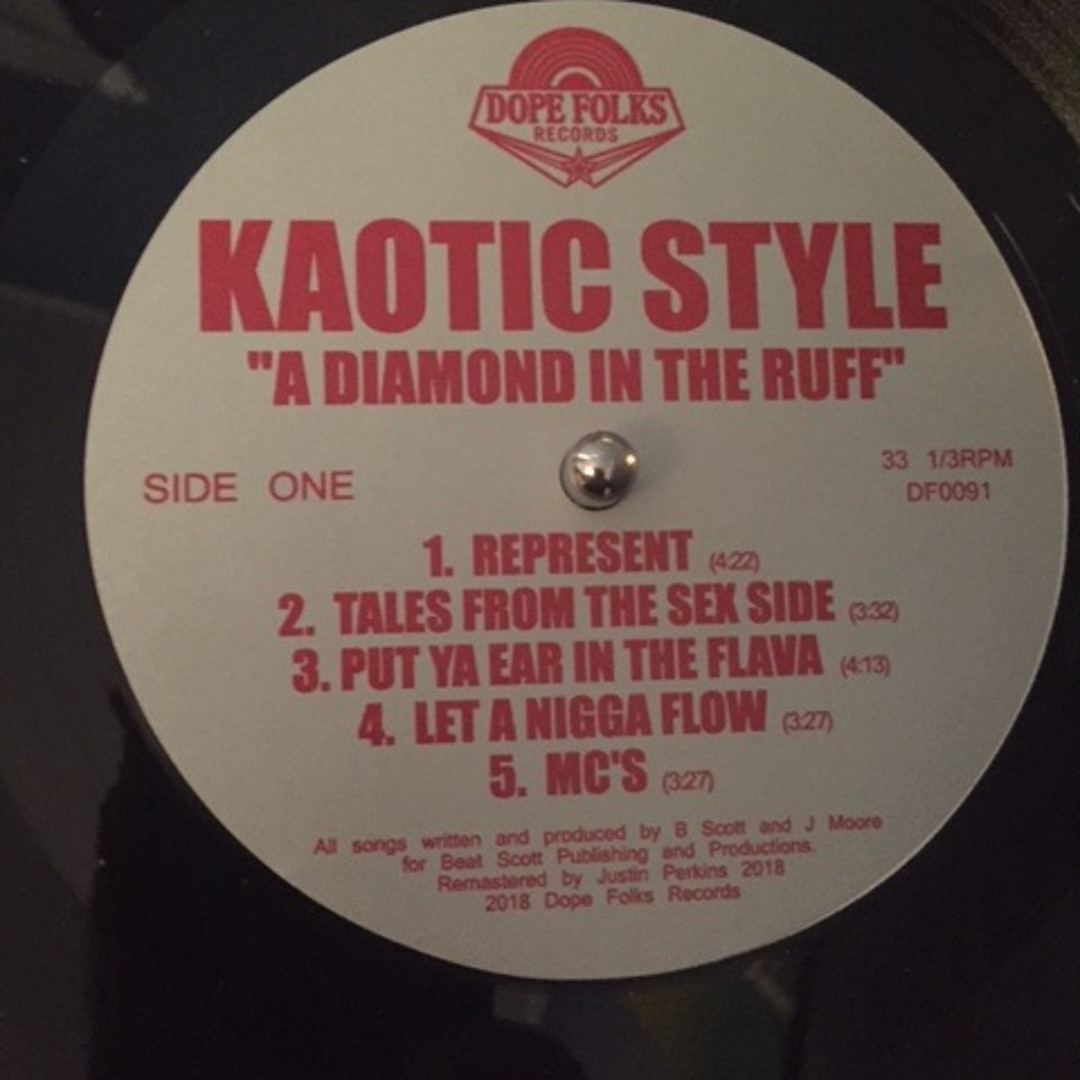 DOPE FOLKS
RECORDS
KAOTIC STYLE
"A DIAMOND IN THE RUFF"
SIDE ONE
33 1/3RPM
DF0091
1. REPRESENT (4:22)
2. TALES FROM THE SEX SIDE (3:32)
3. PUT YA EAR IN THE FLAVA (4:13)
4. LET A NIGGA FLOW (3:27)
5. MC'S (3:27)
All songs written and produced by B Scott and J Moore
for Beat Scott Publishing and Productions.
Remastered by Justin Perkins 2018
2018 Dope Folks Records